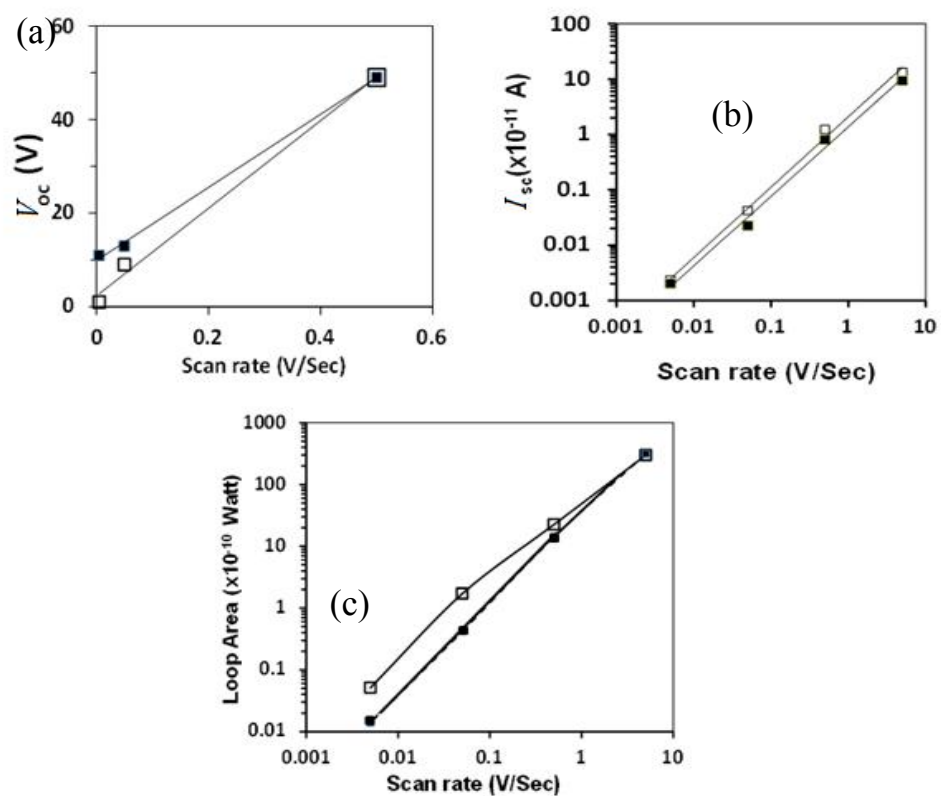 (a)
60
40
20
0
V_oc (V)
0 0.2 0.4 0.6
Scan rate (V/Sec)
(b)
100
10
1
0.1
0.01
0.001
I_sc(x10⁻¹¹ A)
0.001 0.01 0.1 1 10
Scan rate (V/Sec)
(c)
1000
100
10
1
0.1
0.01
Loop Area (x10⁻¹⁰ Watt)
0.001 0.01 0.1 1 10
Scan rate (V/Sec)